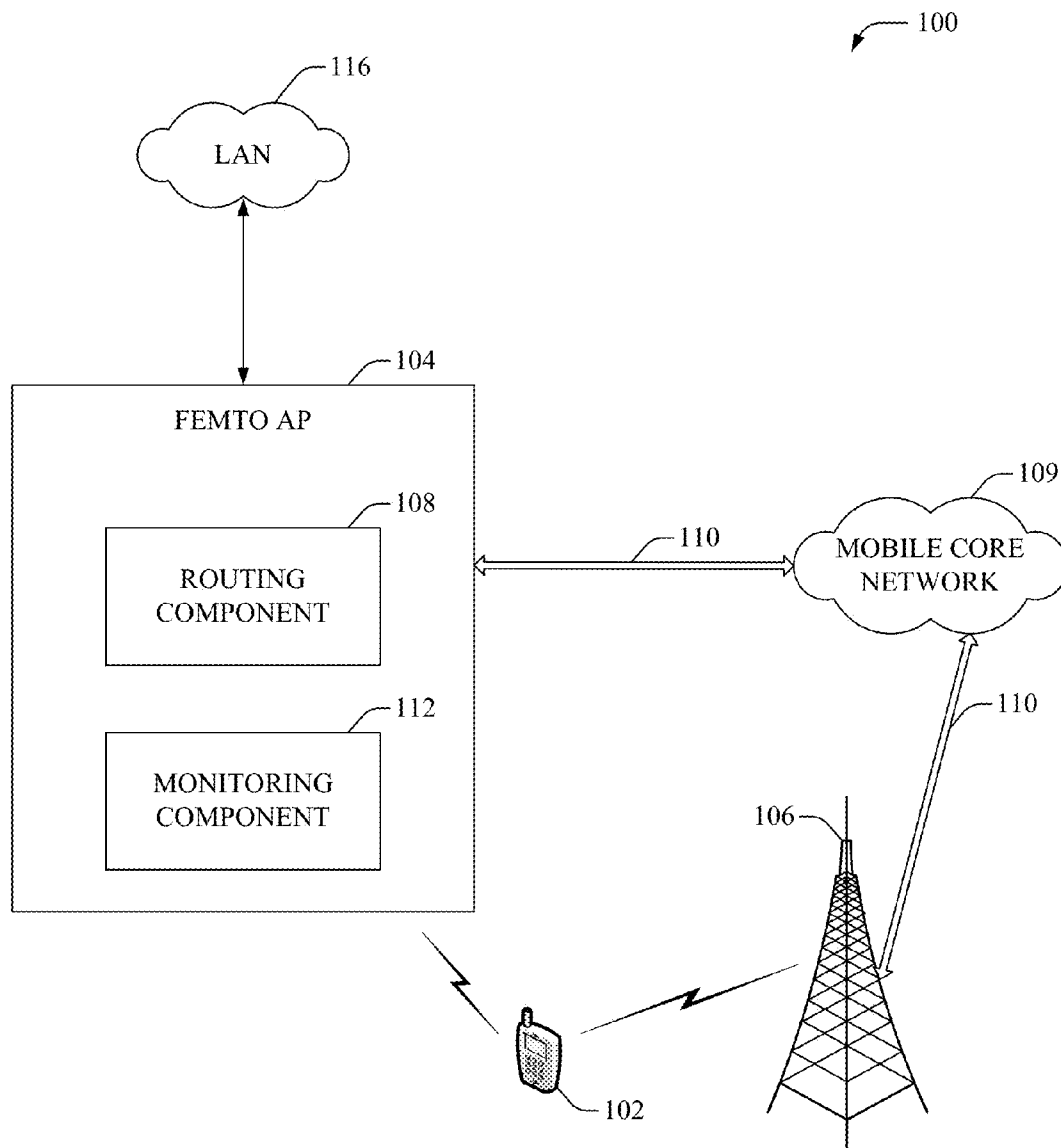 100
116
LAN
104
FEMTO AP
108
ROUTING
COMPONENT
109
110
MOBILE CORE
NETWORK
112
MONITORING
COMPONENT
110
106
102